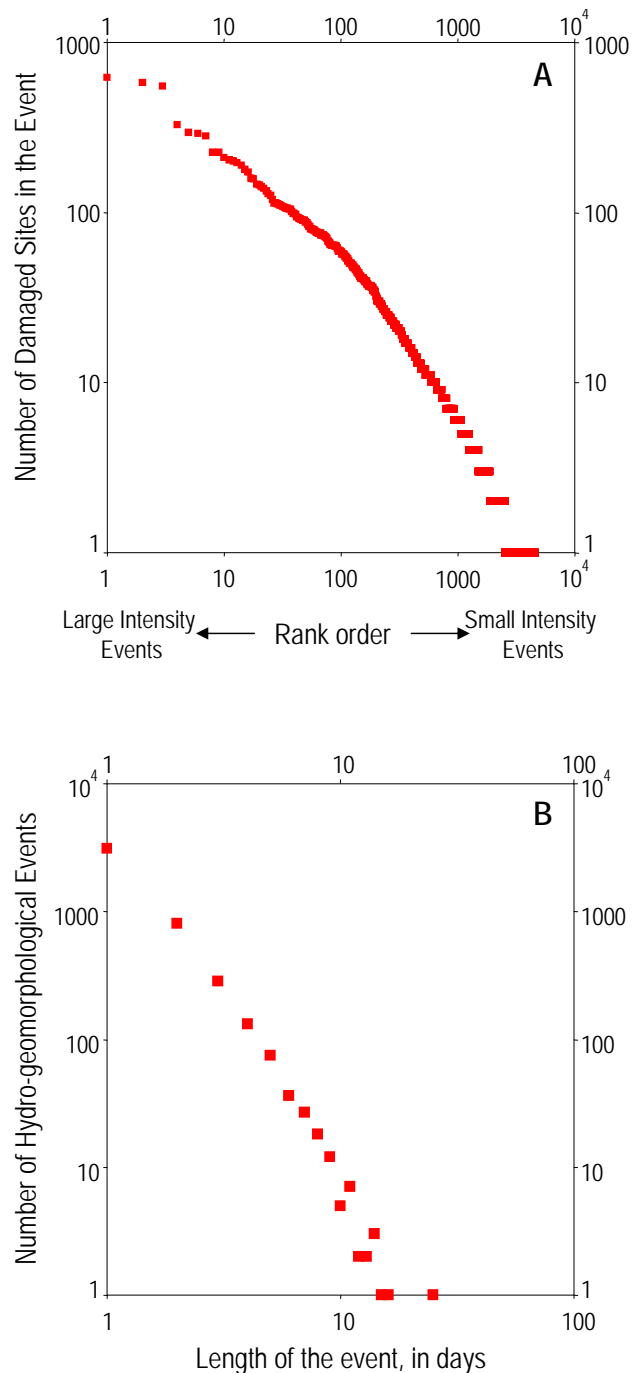 1 10 100 1000 10^4
1000 1000
A
100 100
10 10
1 1
1 10 100 1000 10^4
Number of Damaged Sites in the Event
Large Intensity Events
Rank order
Small Intensity Events
1 10 100
10^4 10^4
B
1000 1000
100 100
10 10
1 1
1 10 100
Number of Hydro-geomorphological Events
Length of the event, in days